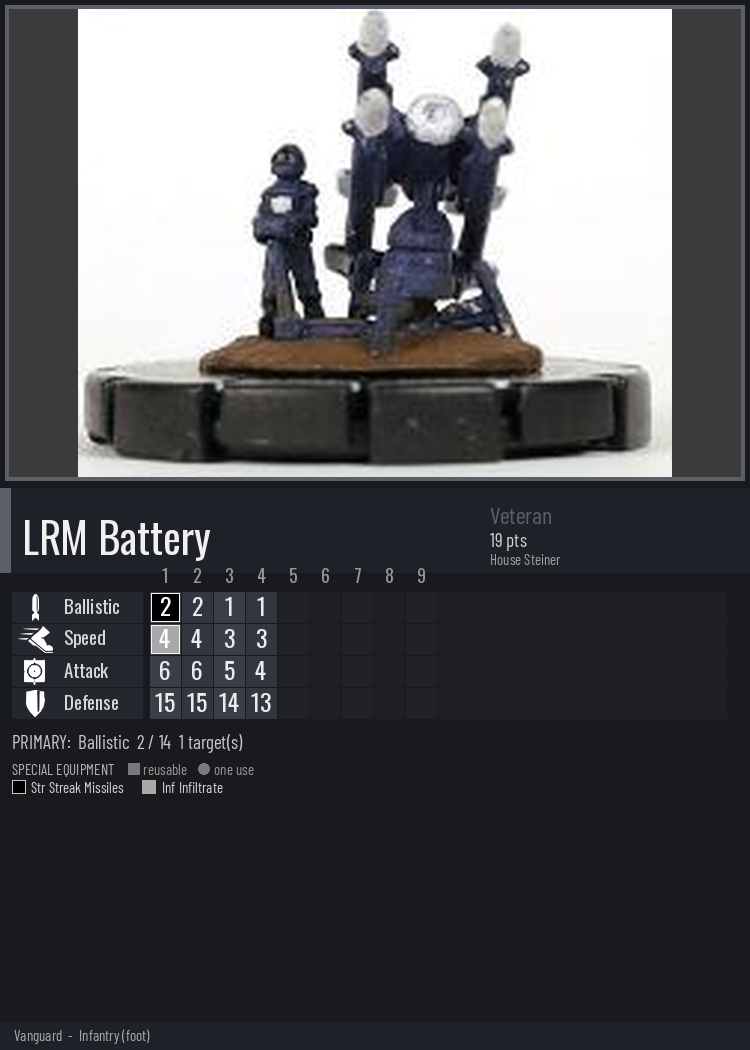 LRM Battery
Veteran
19 pts
House Steiner
1 2 3 4 5 6 7 8 9
Ballistic 2 2 1 1
Speed 4 4 3 3
Attack 6 6 5 4
Defense 15 15 14 13
PRIMARY: Ballistic 2 / 14 1 target(s)
SPECIAL EQUIPMENT reusable one use
Str Streak Missiles Inf Infiltrate
Vanguard - Infantry (foot)